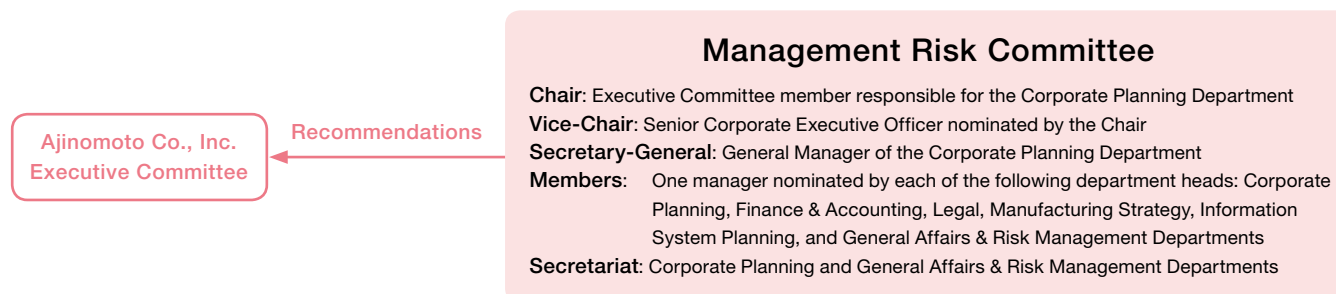 Management Risk Committee
Chair: Executive Committee member responsible for the Corporate Planning Department
Vice-Chair: Senior Corporate Executive Officer nominated by the Chair
Secretary-General: General Manager of the Corporate Planning Department
Members: One manager nominated by each of the following department heads: Corporate
Planning, Finance & Accounting, Legal, Manufacturing Strategy, Information
System Planning, and General Affairs & Risk Management Departments
Secretariat: Corporate Planning and General Affairs & Risk Management Departments
Recommendations
Ajinomoto Co., Inc.
Executive Committee